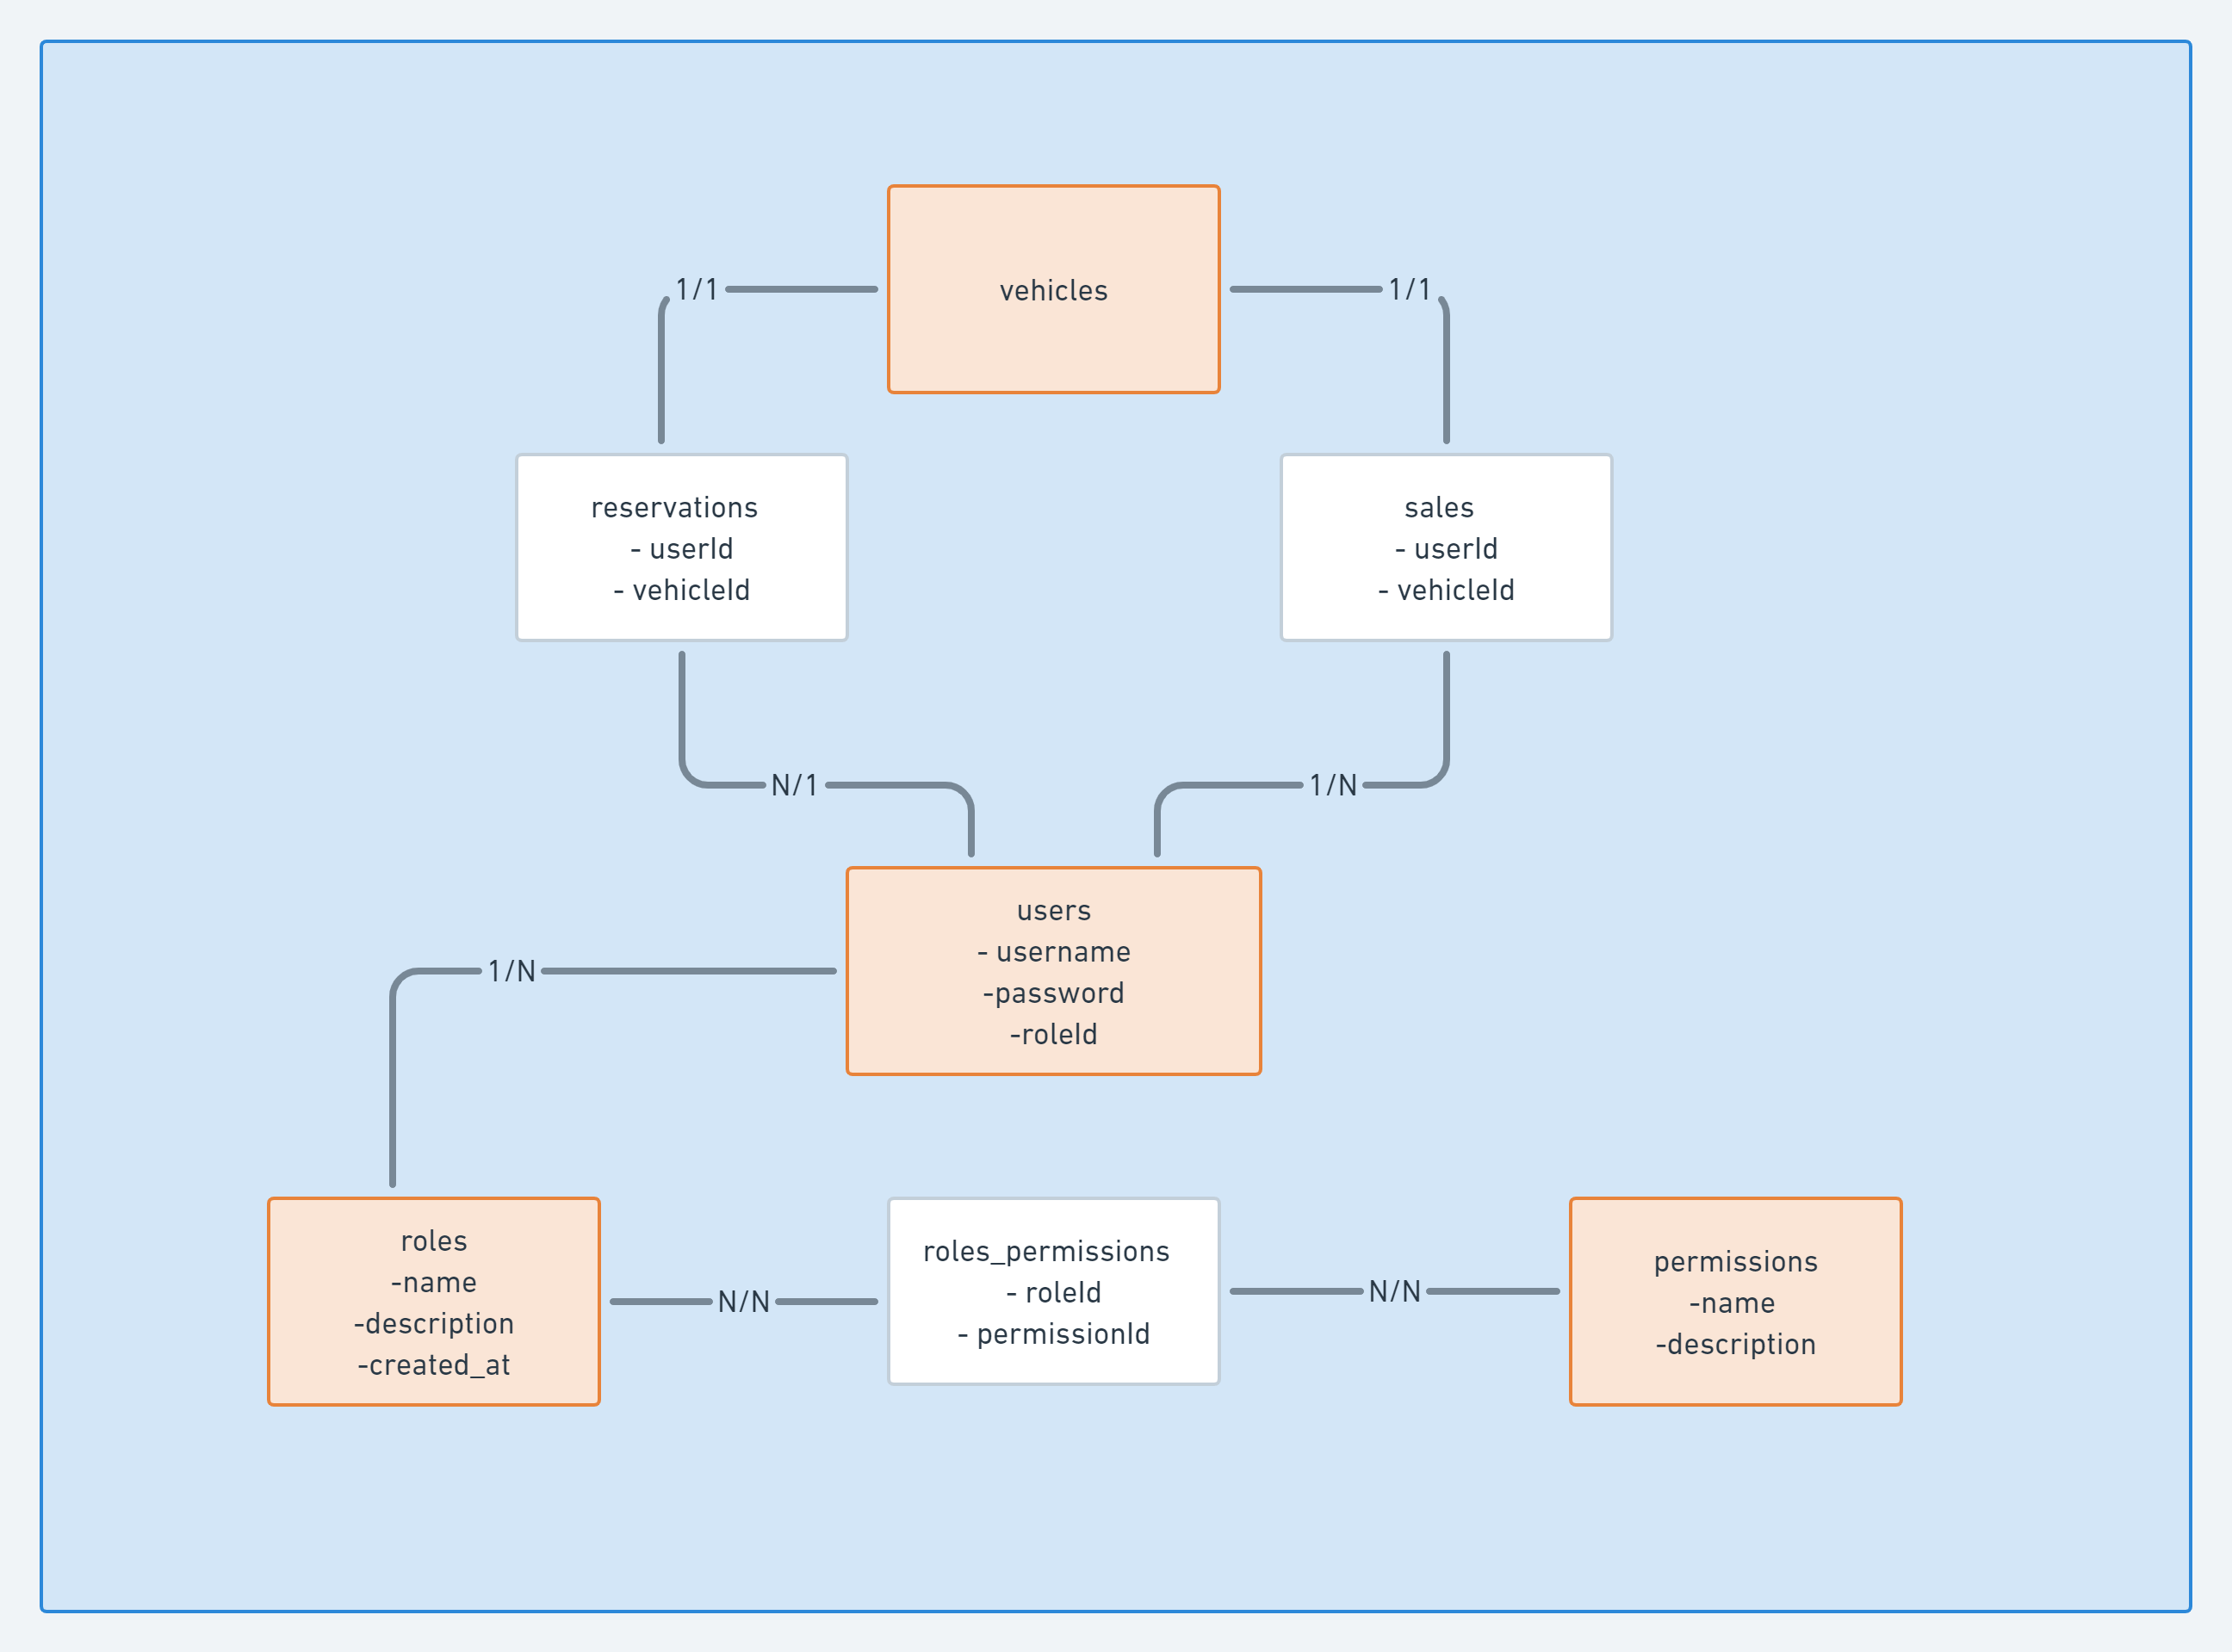 vehicles
1/1
1/1
reservations
- userId
- vehicleId
sales
- userId
- vehicleId
N/1
1/N
users
- username
-password
-roleId
1/N
roles
-name
-description
-created_at
N/N
roles_permissions
- roleId
- permissionId
N/N
permissions
-name
-description